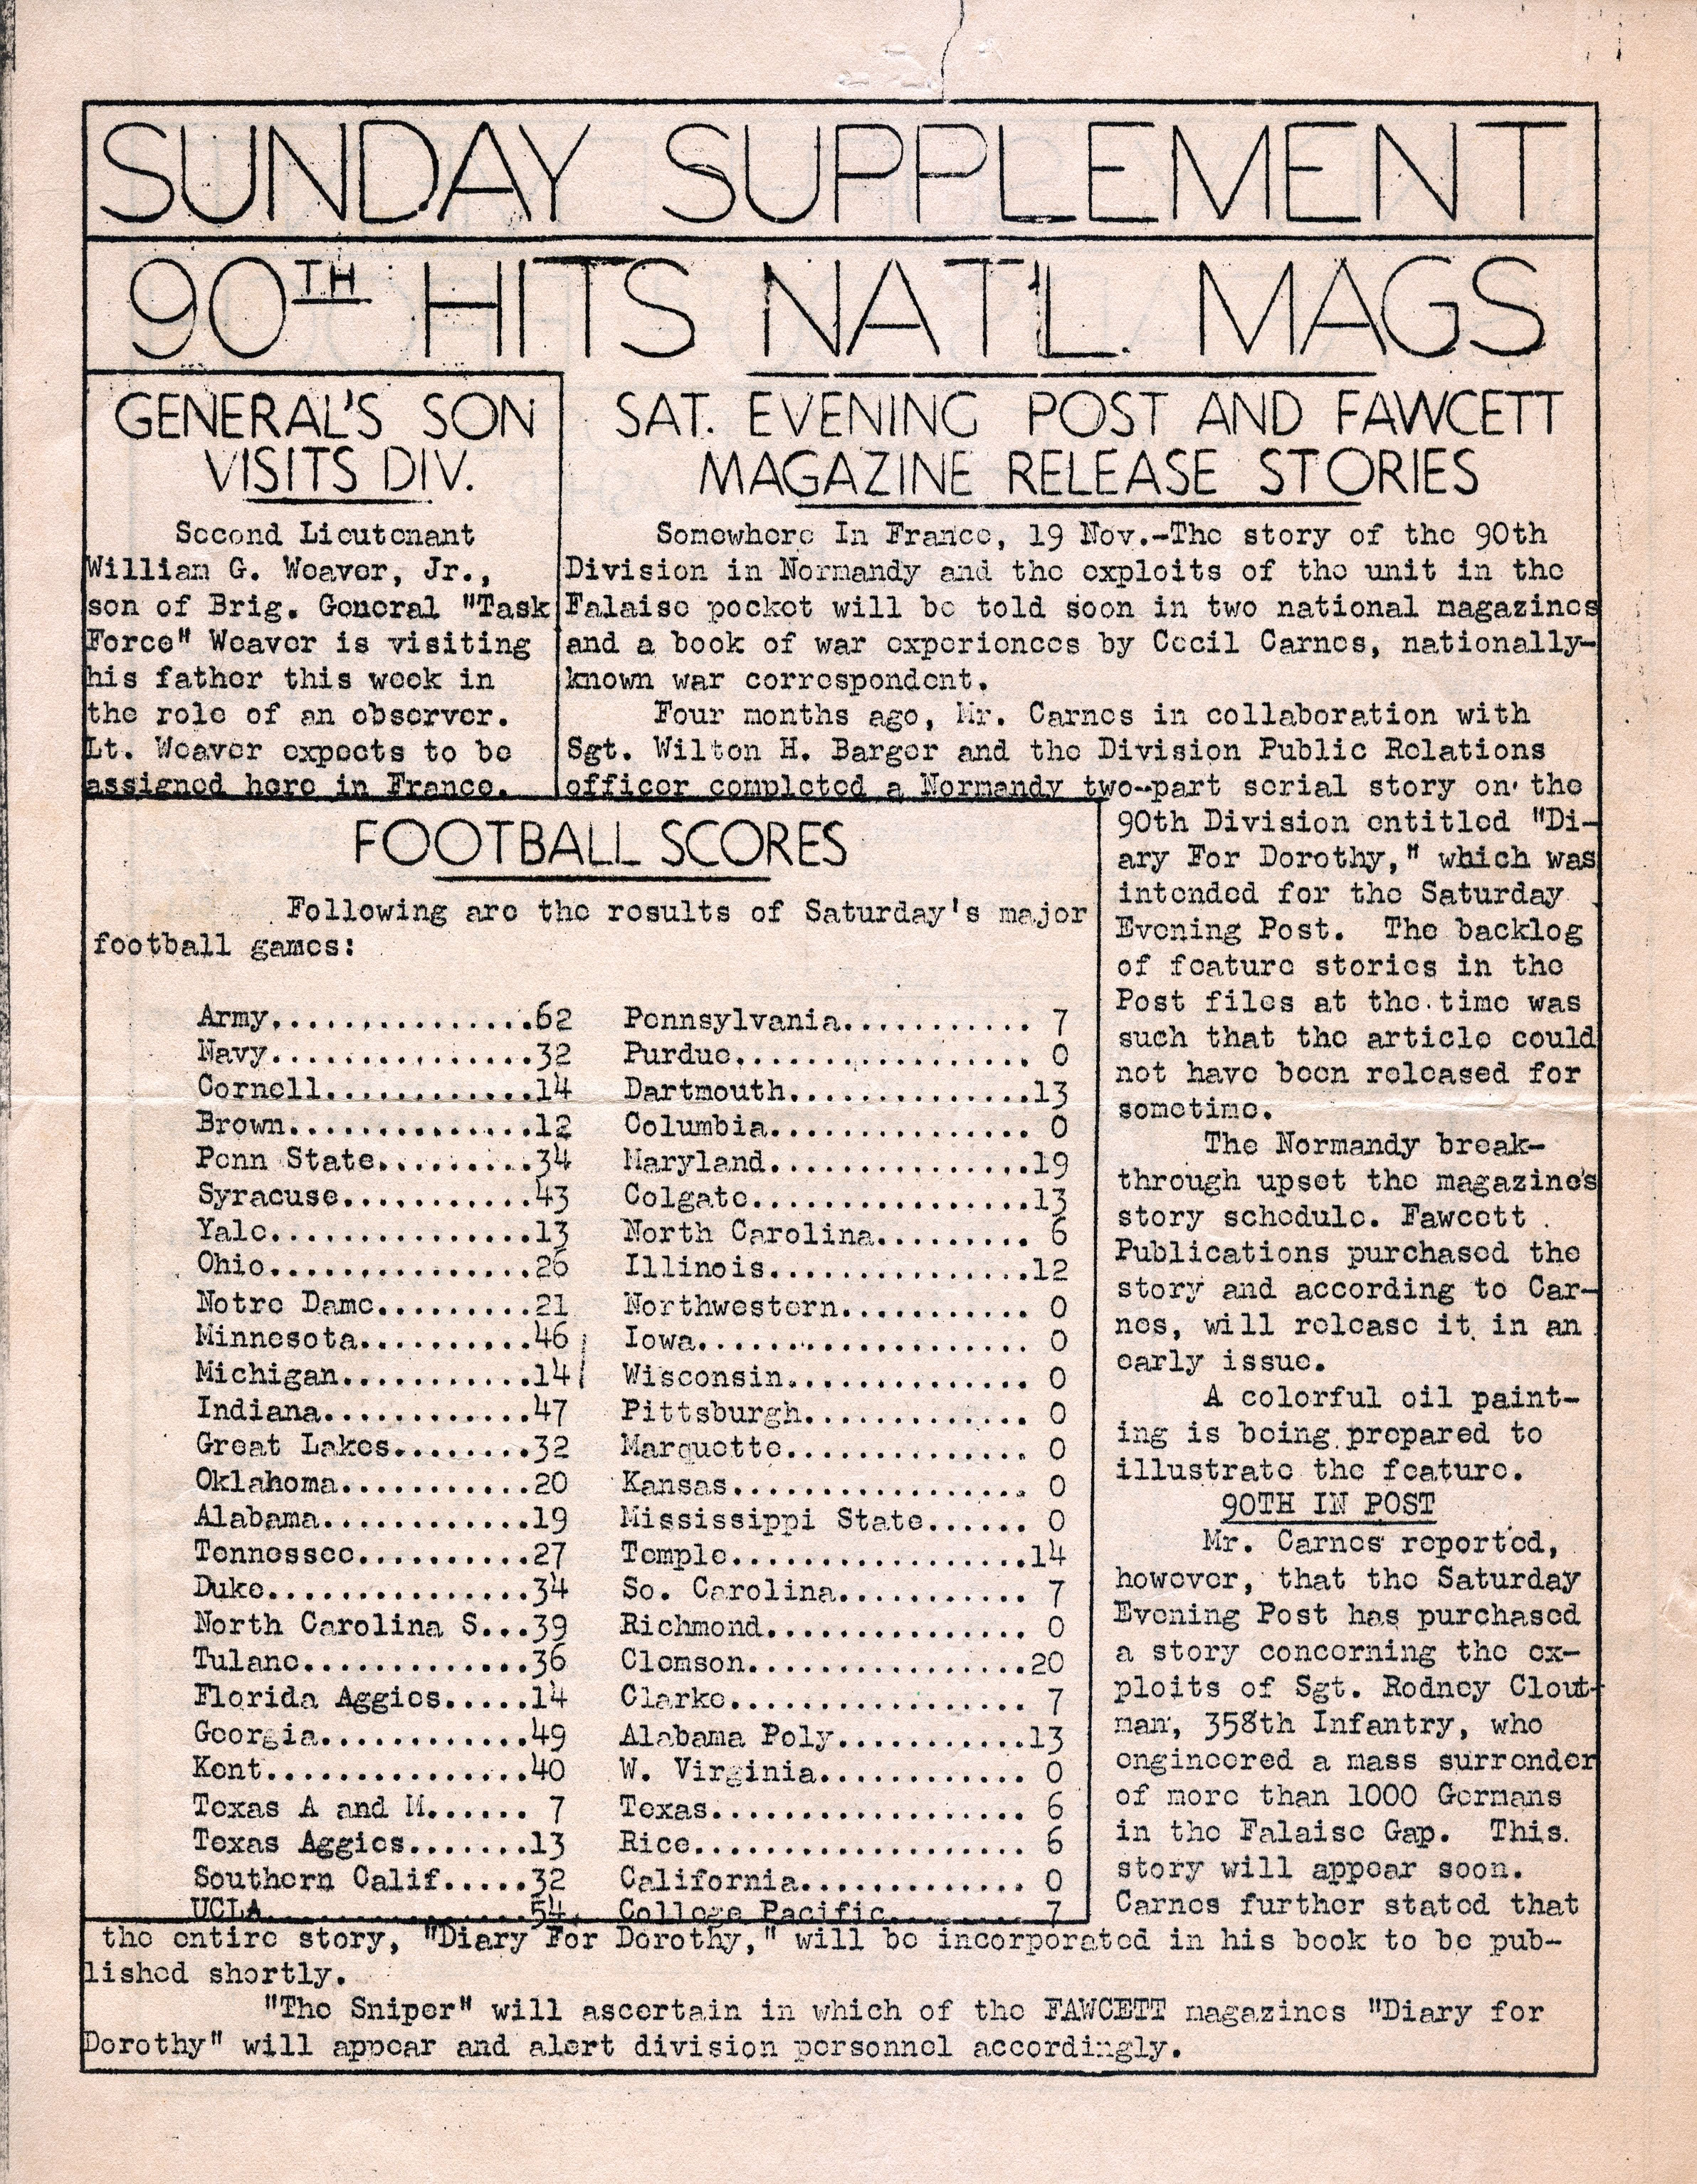 SUNDAY SUPPLEMENT
90TH HITS NAT'L. MAGS
GENERAL'S SON
VISITS DIV.
Second Lieutenant
William G. Weaver, Jr.,
son of Brig. General "Task
Force" Weaver is visiting
his father this week in
the role of an observer.
Lt. Weaver expects to be
assigned here in France.
SAT. EVENING POST AND FAWCETT
MAGAZINE RELEASE STORIES
Somewhere In France, 19 Nov.-The story of the 90th
Division in Normandy and the exploits of the unit in the
Falaise pocket will be told soon in two national magazines
and a book of war experiences by Cecil Carnes, nationally-
known war correspondent.
Four months ago, Mr. Carnes in collaboration with
Sgt. Wilton H. Barger and the Division Public Relations
officer completed a Normandy two--part serial story on the
90th Division entitled "Di-
ary For Dorothy," which was
intended for the Saturday
Evening Post. The backlog
of feature stories in the
Post files at the time was
such that the article could
not have been released for
sometime.
The Normandy break-
through upset the magazine's
story schedule. Fawcett
Publications purchased the
story and according to Car-
nes, will release it in an
early issue.
A colorful oil paint-
ing is being prepared to
illustrate the feature.
90TH IN POST
Mr. Carnes reported,
however, that the Saturday
Evening Post has purchased
a story concerning the ex-
ploits of Sgt. Rodney Clout-
man, 358th Infantry, who
engineered a mass surrender
of more than 1000 Germans
in the Falaise Gap. This
story will appear soon.
Carnes further stated that
the entire story, "Diary For Dorothy," will be incorporated in his book to be pub-
lished shortly.
"The Sniper" will ascertain in which of the FAWCETT magazines "Diary for
Dorothy" will appear and alert division personnel accordingly.
FOOTBALL SCORES
Following are the results of Saturday's major
football games:
Army................62 Pennsylvania........... 7
Navy................32 Purdue................. 0
Cornell.............14 Dartmouth..............13
Brown...............12 Columbia............... 0
Penn State..........34 Maryland...............19
Syracuse............43 Colgate................13
Yale................13 North Carolina......... 6
Ohio................26 Illinois...............12
Notre Dame..........21 Northwestern........... 0
Minnesota...........46 Iowa................... 0
Michigan............14 Wisconsin.............. 0
Indiana.............47 Pittsburgh............. 0
Great Lakes.........32 Marquette.............. 0
Oklahoma............20 Kansas................. 0
Alabama.............19 Mississippi State...... 0
Tennessee...........27 Temple.................14
Duke................34 So. Carolina........... 7
North Carolina S...39 Richmond............... 0
Tulane..............36 Clemson................20
Florida Aggies......14 Clarke................. 7
Georgia.............49 Alabama Poly...........13
Kent................40 W. Virginia............ 0
Texas A and M...... 7 Texas.................. 6
Texas Aggies........13 Rice................... 6
Southern Calif.....32 California............. 0
UCLA................54 College Pacific........ 7